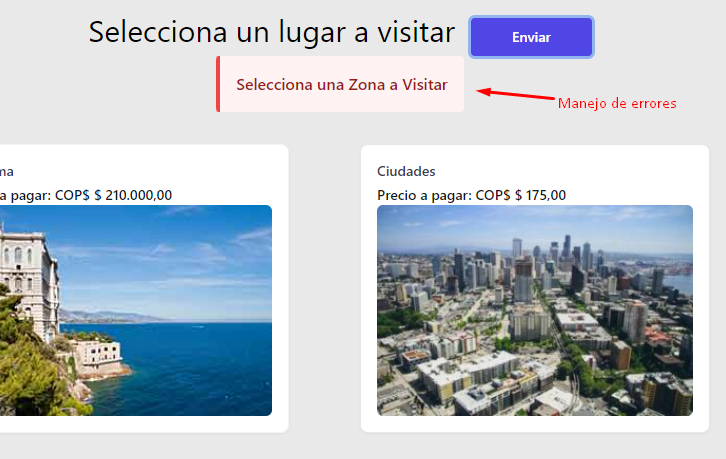 Selecciona un lugar a visitar Enviar
Selecciona una Zona a Visitar
Manejo de errores
ma
a pagar: COP$ $ 210.000,00
Ciudades
Precio a pagar: COP$ $ 175,00